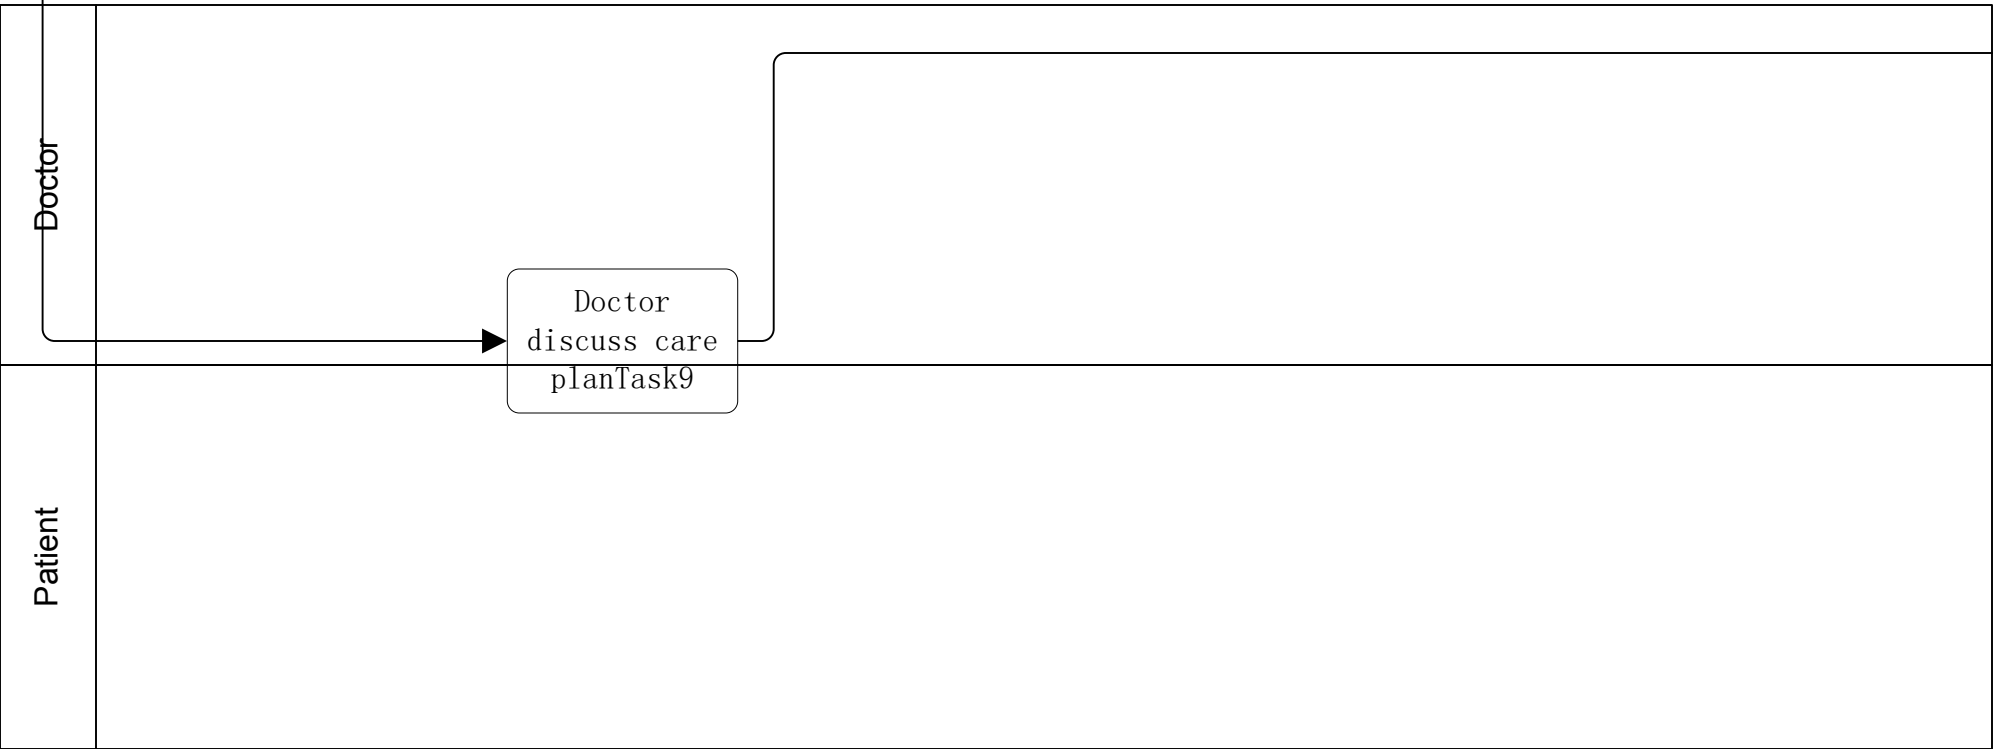 Doctor
Doctor
discuss care
planTask9
Patient